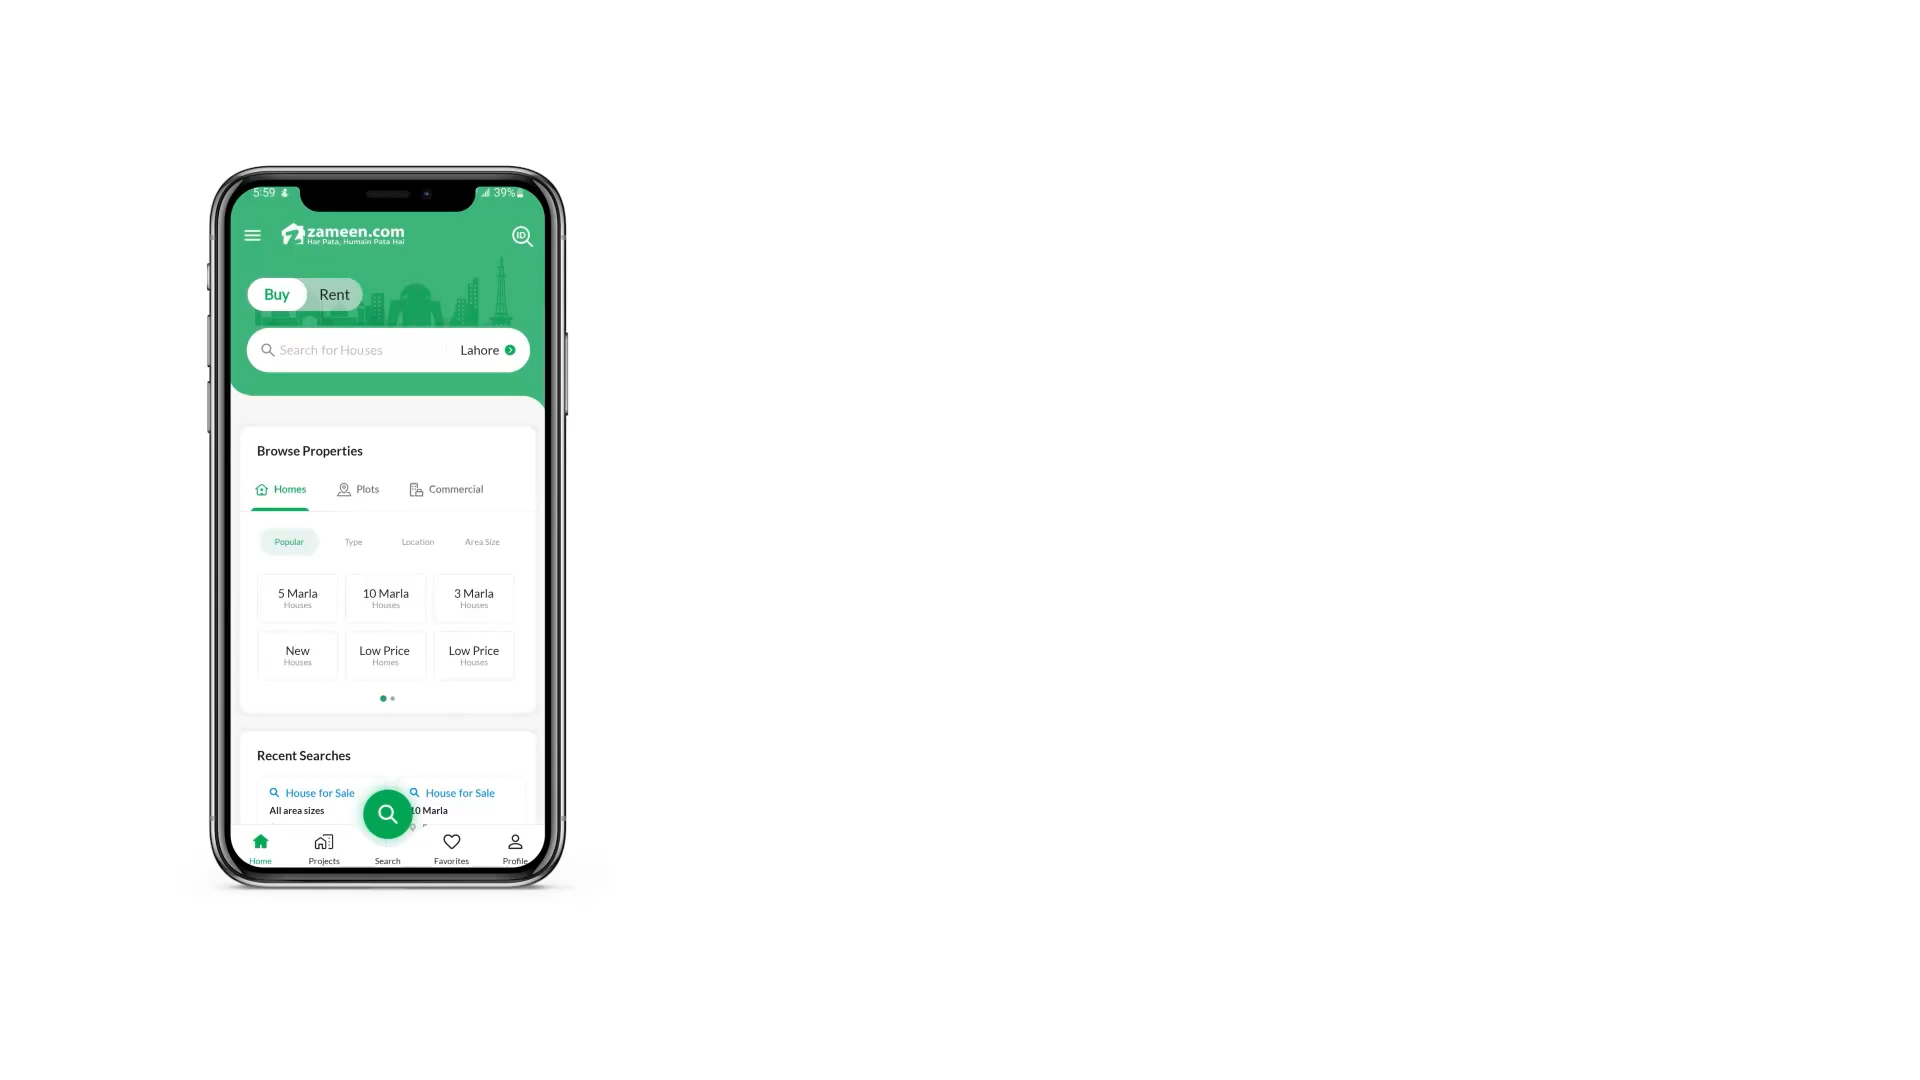 5:59
39%
zameen.com
Har Pata, Humain Pata Hai
ID
Buy
Rent
Search for Houses
Lahore
Browse Properties
Homes
Plots
Commercial
Popular
Type
Location
Area Size
5 Marla
Houses
10 Marla
Houses
3 Marla
Houses
New
Houses
Low Price
Homes
Low Price
Houses
Recent Searches
House for Sale
All area sizes
House for Sale
10 Marla
Home
Projects
Search
Favorites
Profile